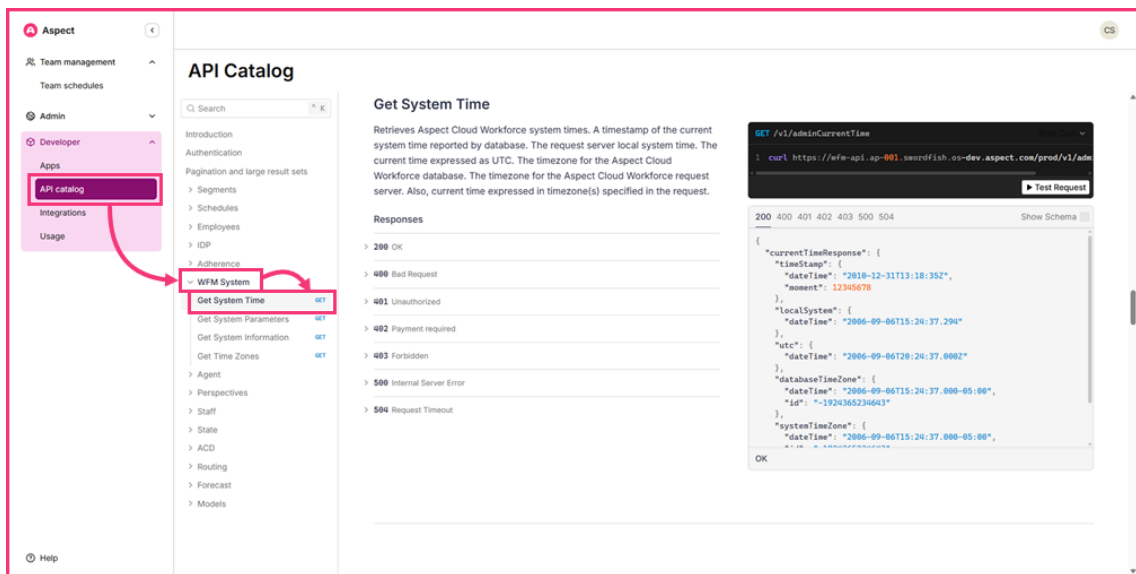 Aspect
CS
Team management
Team schedules
Admin
Developer
Apps
API catalog
Integrations
Usage
Help
API Catalog
Search
^ K
Introduction
Authentication
Pagination and large result sets
Segments
Schedules
Employees
IDP
Adherence
WFM System
Get System Time GET
Get System Parameters GET
Get System Information GET
Get Time Zones GET
Agent
Perspectives
Staff
State
ACD
Routing
Forecast
Models
Get System Time
Retrieves Aspect Cloud Workforce system times. A timestamp of the current
system time reported by database. The request server local system time. The
current time expressed as UTC. The timezone for the Aspect Cloud
Workforce database. The timezone for the Aspect Cloud Workforce request
server. Also, current time expressed in timezone(s) specified in the request.
Responses
200 OK
400 Bad Request
401 Unauthorized
402 Payment required
403 Forbidden
500 Internal Server Error
504 Request Timeout
GET /v1/adminCurrentTime
1 curl https://wfm-api.ap-001.swordfish.os-dev.aspect.com/prod/v1/adm
Test Request
200 400 401 402 403 500 504 Show Schema
{
"currentTimeResponse": {
"timeStamp": {
"dateTime": "2010-12-31T13:18:35Z",
"moment": 12345678
},
"localSystem": {
"dateTime": "2006-09-06T15:24:37.294"
},
"utc": {
"dateTime": "2006-09-06T20:24:37.000Z"
},
"databaseTimeZone": {
"dateTime": "2006-09-06T15:24:37.000-05:00",
"id": "-1924365234643"
},
"systemTimeZone": {
"dateTime": "2006-09-06T15:24:37.000-05:00",
OK